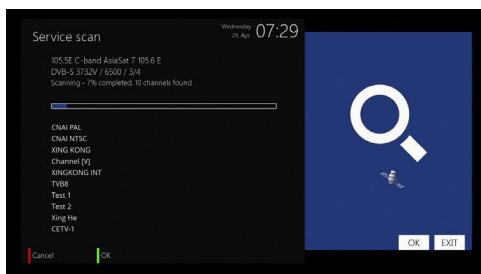 Service scan
Wednesday
29. Apr
07:29
105.5E C-band AsiaSat 7 105.6 E
DVB-S 3732V / 6500 / 3/4
Scanning - 7% completed, 10 channels found
CNAI PAL
CNAI NTSC
XING KONG
Channel [V]
XINGKONG INT
TVB8
Test 1
Test 2
Xing He
CETV-1
Cancel
OK
OK
EXIT